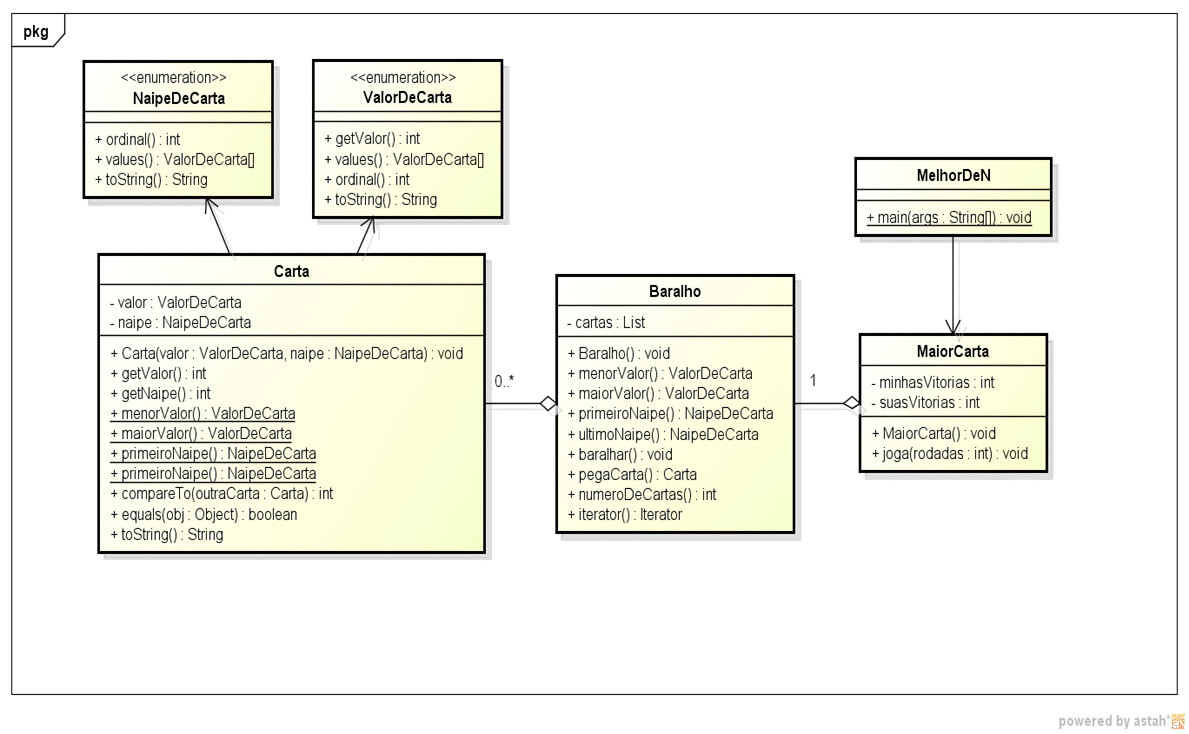 pkg
<<enumeration>>
NaipeDeCarta
+ ordinal() : int
+ values() : ValorDeCarta[]
+ toString() : String
<<enumeration>>
ValorDeCarta
+ getValor() : int
+ values() : ValorDeCarta[]
+ ordinal() : int
+ toString() : String
MelhorDeN
+ main(args : String[]) : void
Carta
- valor : ValorDeCarta
- naipe : NaipeDeCarta
+ Carta(valor : ValorDeCarta, naipe : NaipeDeCarta) : void
+ getValor() : int
+ getNaipe() : int
+ menorValor() : ValorDeCarta
+ maiorValor() : ValorDeCarta
+ primeiroNaipe() : NaipeDeCarta
+ primeiroNaipe() : NaipeDeCarta
+ compareTo(outraCarta : Carta) : int
+ equals(obj : Object) : boolean
+ toString() : String
0..*
Baralho
- cartas : List
+ Baralho() : void
+ menorValor() : ValorDeCarta
+ maiorValor() : ValorDeCarta
+ primeiroNaipe() : NaipeDeCarta
+ ultimoNaipe() : NaipeDeCarta
+ baralhar() : void
+ pegaCarta() : Carta
+ numeroDeCartas() : int
+ iterator() : Iterator
1
MaiorCarta
- minhasVitorias : int
- suasVitorias : int
+ MaiorCarta() : void
+ joga(rodadas : int) : void
powered by astah*